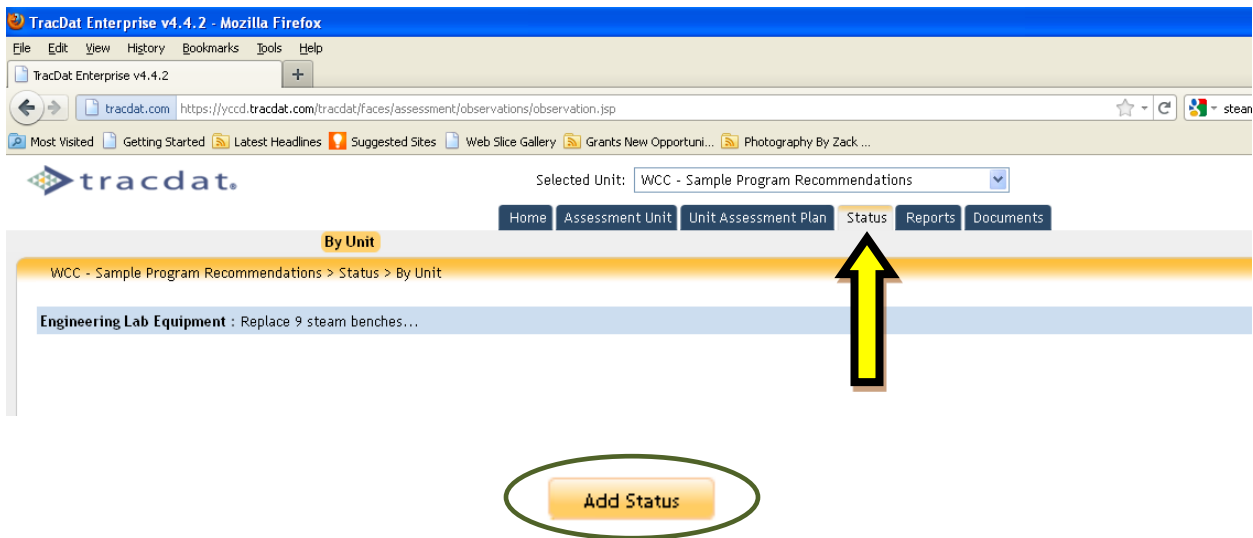 TracDat Enterprise v4.4.2 - Mozilla Firefox
File Edit View History Bookmarks Tools Help
TracDat Enterprise v4.4.2 +
tracdat.com https://yccd.tracdat.com/tracdat/faces/assessment/observations/observation.jsp stean
Most Visited Getting Started Latest Headlines Suggested Sites Web Slice Gallery Grants New Opportuni... Photography By Zack ...
tracdat. Selected Unit: WCC - Sample Program Recommendations
Home Assessment Unit Unit Assessment Plan Status Reports Documents
By Unit
WCC - Sample Program Recommendations > Status > By Unit
Engineering Lab Equipment : Replace 9 steam benches...
Add Status